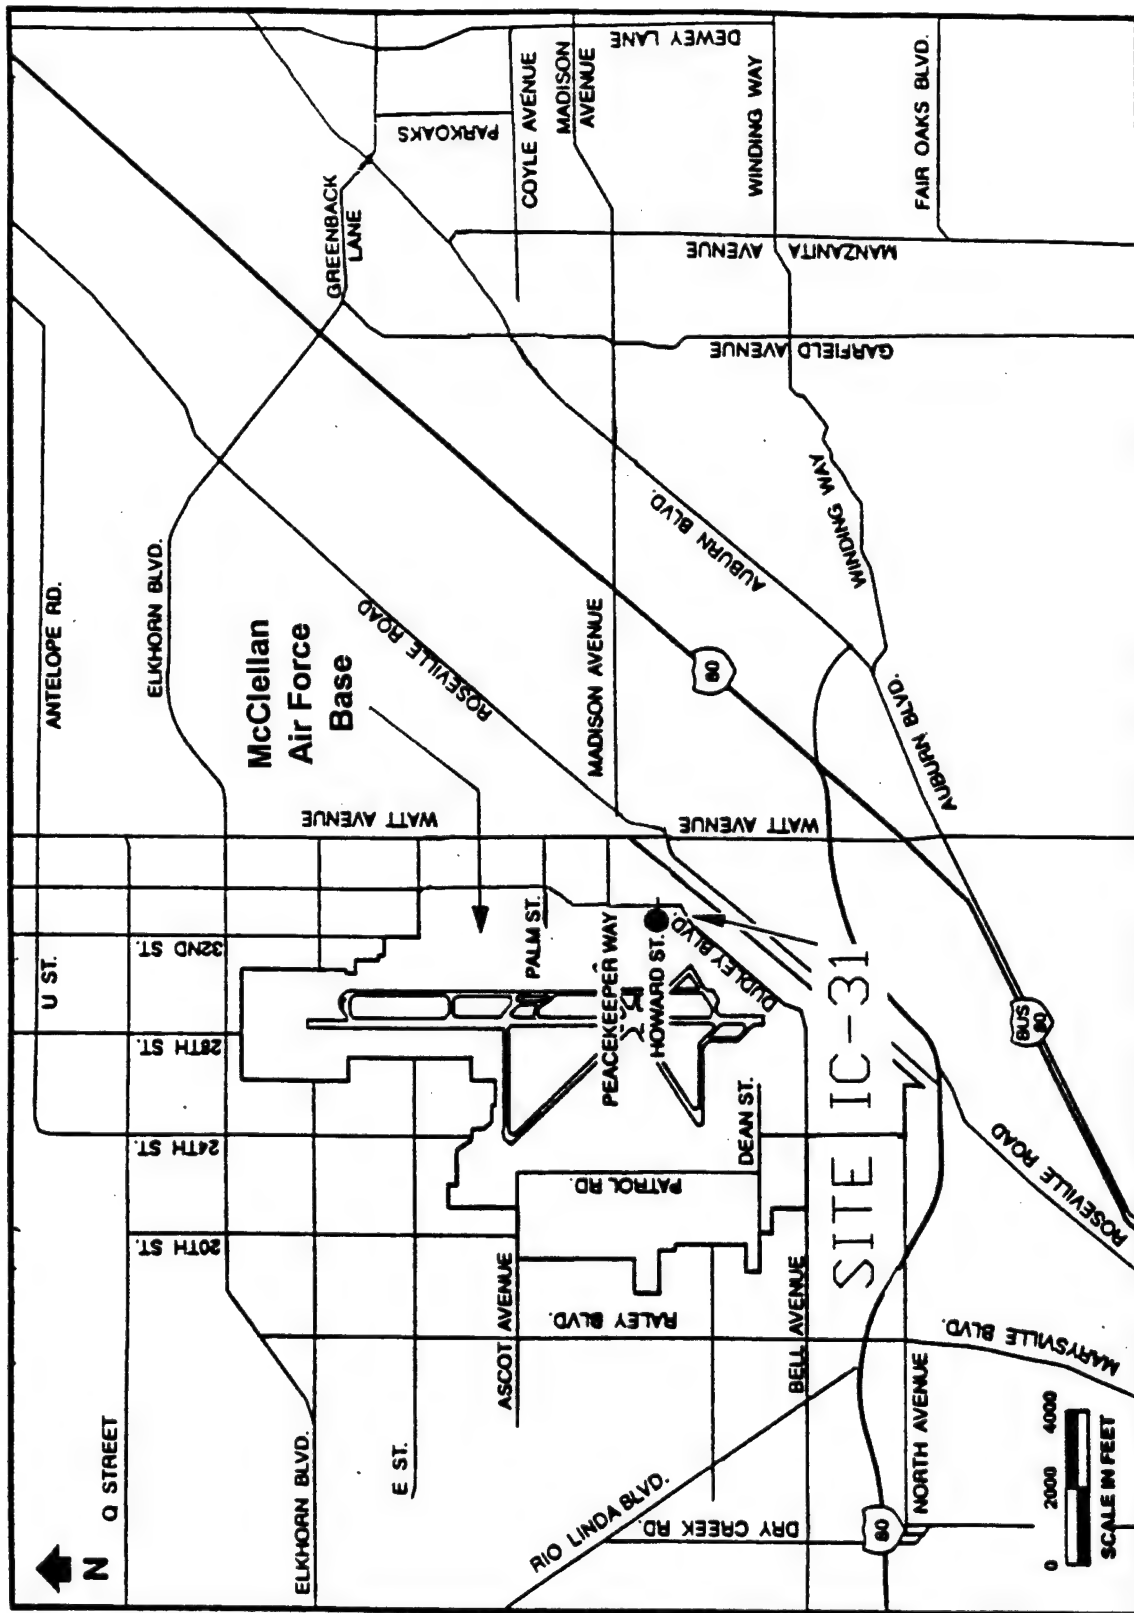 N
Q STREET
U ST.
ANTELOPE RD.
20TH ST.
24TH ST.
28TH ST.
32ND ST.
ELKHORN BLVD.
ELKHORN BLVD.
E ST.
WATT AVENUE
McClellan
Air Force
Base
GREENBACK
LANE
PARKOAKS
DEWEY LANE
COYLE AVENUE
MADISON
AVENUE
ROSEVILLE ROAD
ASCOT AVENUE
PALM ST.
PEACEKEEPER WAY
HOWARD ST.
PATROL RD.
RALEY BLVD.
DEAN ST.
DUDLEY BLVD.
WATT AVENUE
MADISON AVENUE
MANZANITA AVENUE
GARFIELD AVENUE
WINDING WAY
AUBURN BLVD.
WINDING WAY
80
RIO LINDA BLVD.
DRY CREEK RD.
BELL AVENUE
SITE IC-31
AUBURN BLVD.
FAIR OAKS BLVD.
80
NORTH AVENUE
MARYSVILLE BLVD.
ROSEVILLE ROAD
BUS
80
0 2000 4000
SCALE IN FEET